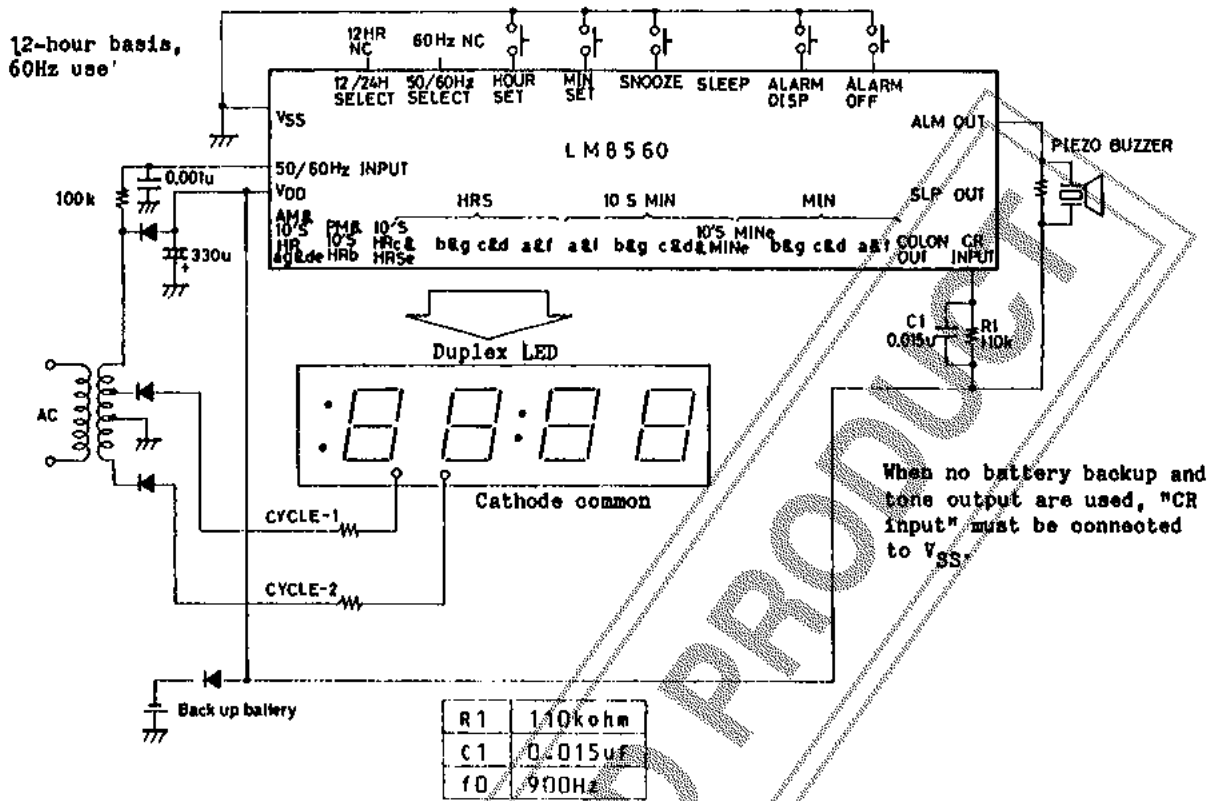 12-hour basis,
60Hz use'
12HR
NC
60Hz NC
12/24H
SELECT
50/60Hz
SELECT
HOUR
SET
MIN
SET
SNOOZE
SLEEP
ALARM
DISP
ALARM
OFF
VSS
ALM OUT
LM8560
PIEZO BUZZER
50/60Hz INPUT
0.001u
100k
VDD
HRS
10'S MIN
MIN
SLP OUT
AM&
10'S
HR
ag&de
PM&
10'S
HRb
10'S
HRc&
HRSe
b&g c&d a&f a&f b&g c&d&
10'S MINe
MINe
b&g c&d a&f
COLON
OUT
CR
INPUT
330u
+
C1
0.015u
R1
110k
Duplex LED
AC
Cathode common
CYCLE-1
CYCLE-2
When no battery backup and
tone output are used, "CR
input" must be connected
to VSS.
Back up battery
R1 110kohm
C1 0.015uF
f0 900Hz
D PRODUCT